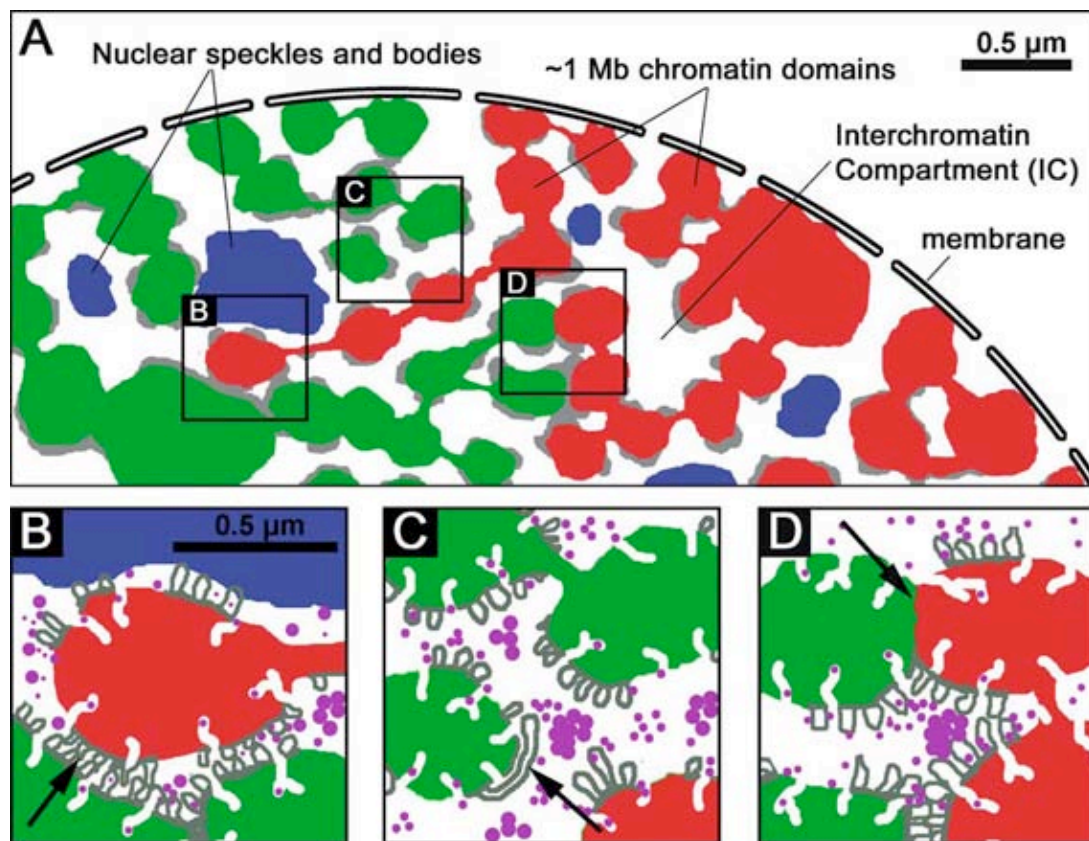 A
Nuclear speckles and bodies
~1 Mb chromatin domains
0.5 µm
Interchromatin
Compartment (IC)
membrane
C
D
B
B
0.5 µm
C
D